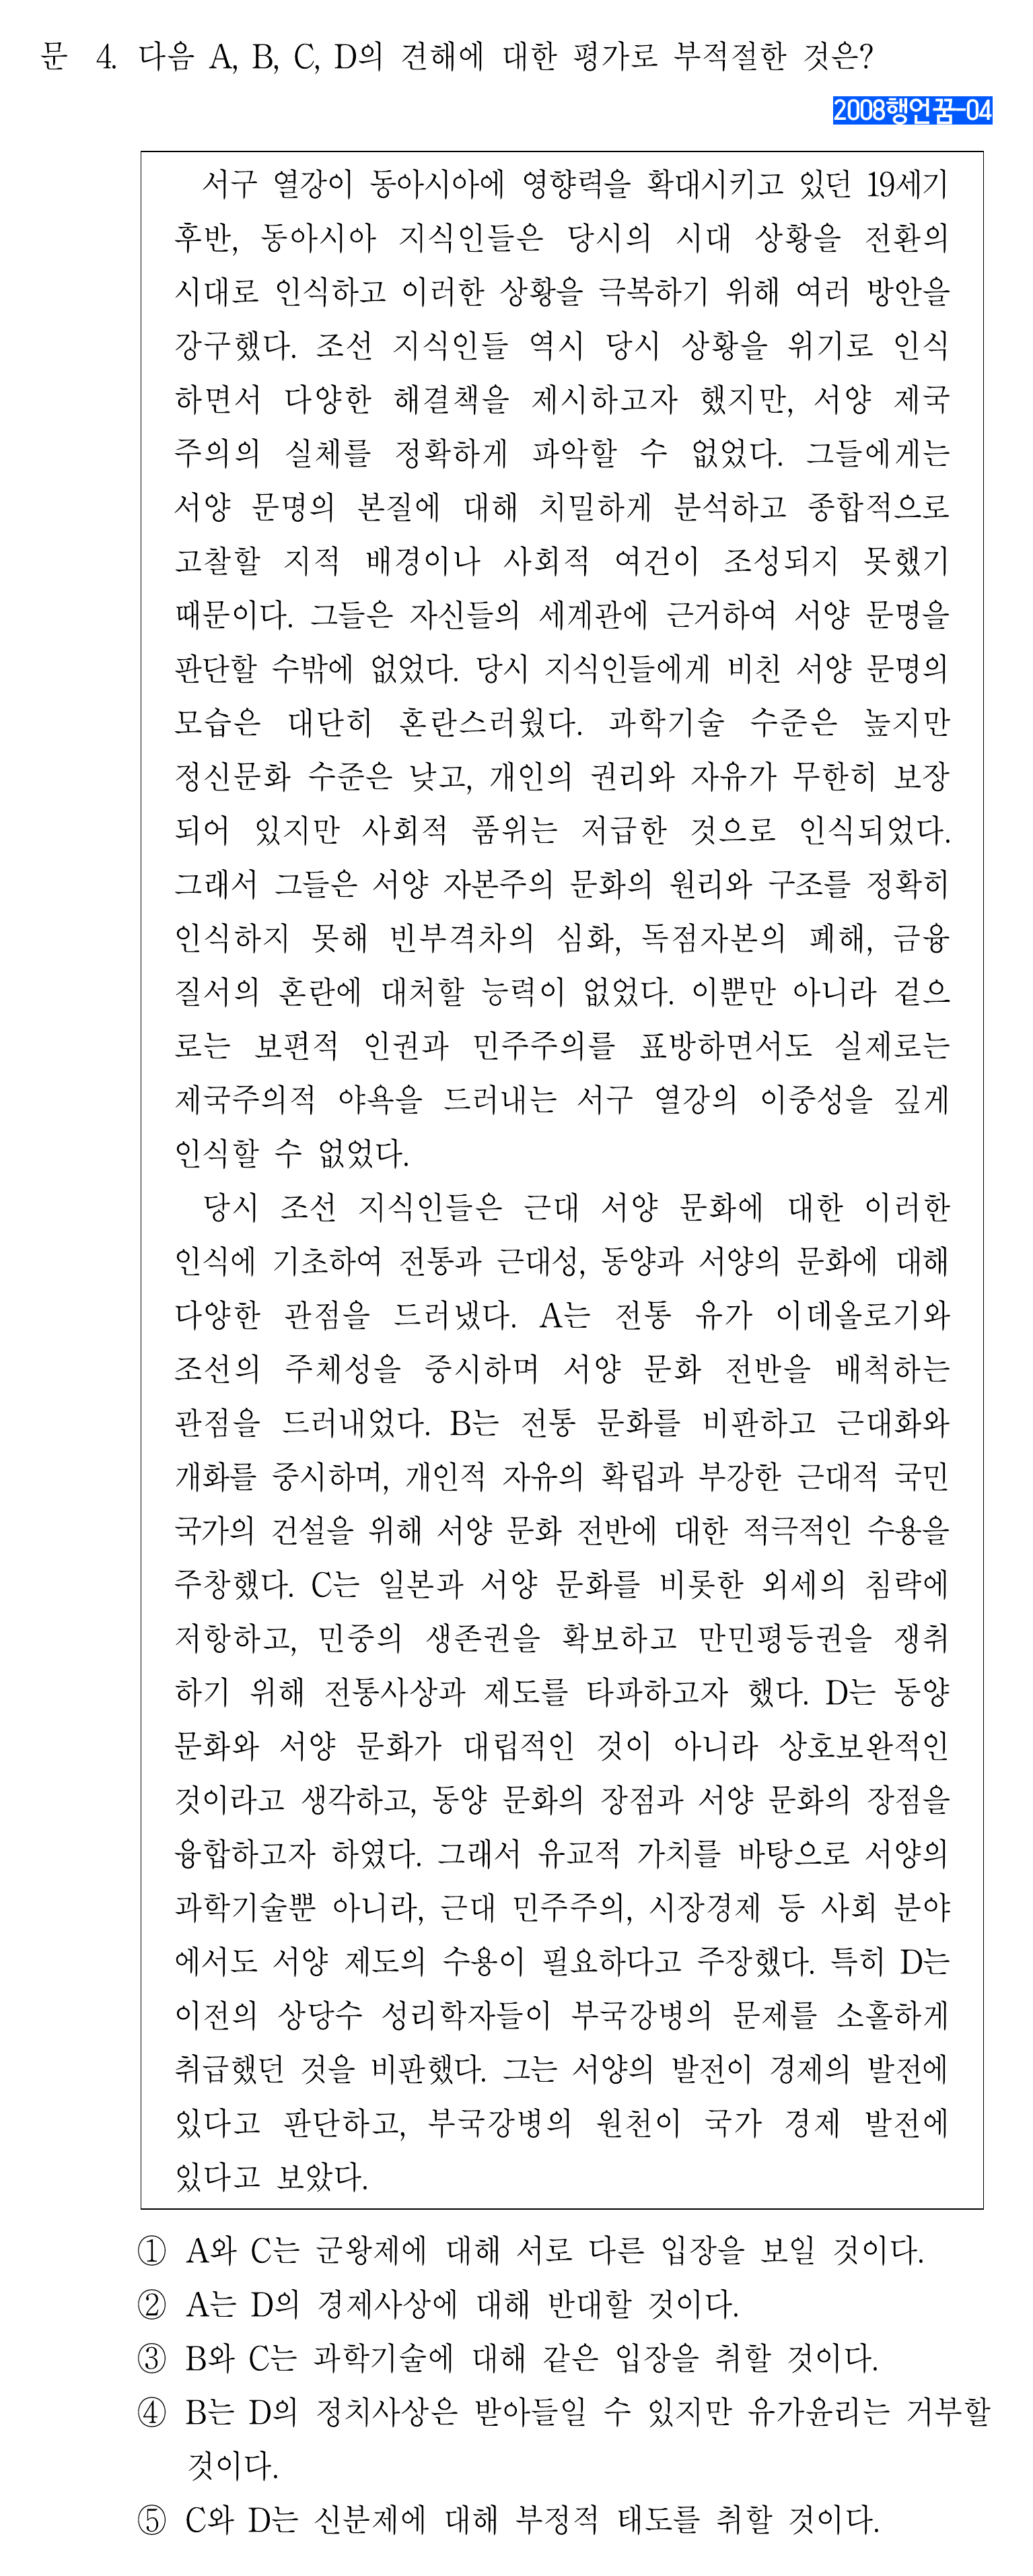 문 4. 다음 A, B, C, D의 견해에 대한 평가로 부적절한 것은?
2008행언꿈-04
서구 열강이 동아시아에 영향력을 확대시키고 있던 19세기
후반, 동아시아 지식인들은 당시의 시대 상황을 전환의
시대로 인식하고 이러한 상황을 극복하기 위해 여러 방안을
강구했다. 조선 지식인들 역시 당시 상황을 위기로 인식
하면서 다양한 해결책을 제시하고자 했지만, 서양 제국
주의의 실체를 정확하게 파악할 수 없었다. 그들에게는
서양 문명의 본질에 대해 치밀하게 분석하고 종합적으로
고찰할 지적 배경이나 사회적 여건이 조성되지 못했기
때문이다. 그들은 자신들의 세계관에 근거하여 서양 문명을
판단할 수밖에 없었다. 당시 지식인들에게 비친 서양 문명의
모습은 대단히 혼란스러웠다. 과학기술 수준은 높지만
정신문화 수준은 낮고, 개인의 권리와 자유가 무한히 보장
되어 있지만 사회적 품위는 저급한 것으로 인식되었다.
그래서 그들은 서양 자본주의 문화의 원리와 구조를 정확히
인식하지 못해 빈부격차의 심화, 독점자본의 폐해, 금융
질서의 혼란에 대처할 능력이 없었다. 이뿐만 아니라 겉으
로는 보편적 인권과 민주주의를 표방하면서도 실제로는
제국주의적 야욕을 드러내는 서구 열강의 이중성을 깊게
인식할 수 없었다.
당시 조선 지식인들은 근대 서양 문화에 대한 이러한
인식에 기초하여 전통과 근대성, 동양과 서양의 문화에 대해
다양한 관점을 드러냈다. A는 전통 유가 이데올로기와
조선의 주체성을 중시하며 서양 문화 전반을 배척하는
관점을 드러내었다. B는 전통 문화를 비판하고 근대화와
개화를 중시하며, 개인적 자유의 확립과 부강한 근대적 국민
국가의 건설을 위해 서양 문화 전반에 대한 적극적인 수용을
주창했다. C는 일본과 서양 문화를 비롯한 외세의 침략에
저항하고, 민중의 생존권을 확보하고 만민평등권을 쟁취
하기 위해 전통사상과 제도를 타파하고자 했다. D는 동양
문화와 서양 문화가 대립적인 것이 아니라 상호보완적인
것이라고 생각하고, 동양 문화의 장점과 서양 문화의 장점을
융합하고자 하였다. 그래서 유교적 가치를 바탕으로 서양의
과학기술뿐 아니라, 근대 민주주의, 시장경제 등 사회 분야
에서도 서양 제도의 수용이 필요하다고 주장했다. 특히 D는
이전의 상당수 성리학자들이 부국강병의 문제를 소홀하게
취급했던 것을 비판했다. 그는 서양의 발전이 경제의 발전에
있다고 판단하고, 부국강병의 원천이 국가 경제 발전에
있다고 보았다.
① A와 C는 군왕제에 대해 서로 다른 입장을 보일 것이다.
② A는 D의 경제사상에 대해 반대할 것이다.
③ B와 C는 과학기술에 대해 같은 입장을 취할 것이다.
④ B는 D의 정치사상은 받아들일 수 있지만 유가윤리는 거부할
것이다.
⑤ C와 D는 신분제에 대해 부정적 태도를 취할 것이다.